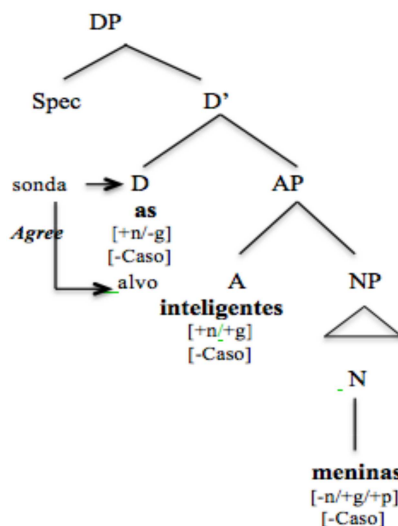 DP
Spec D’
sonda D AP
as
Agree [+n/-g]
[-Caso]
alvo A NP
inteligentes
[+n/+g]
[-Caso]
N
meninas
[-n/+g/+p]
[-Caso]